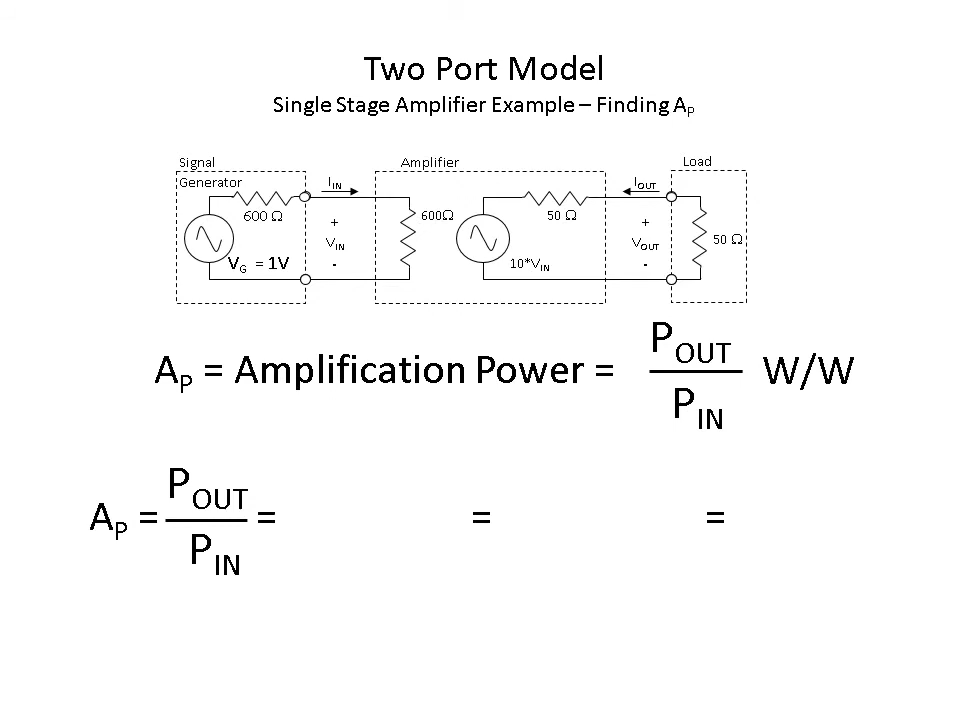 Two Port Model
Single Stage Amplifier Example – Finding AP
Signal
Generator
Amplifier
Load
IIN
IOUT
600 Ω
600Ω
50 Ω
50 Ω
+
VIN
-
+
VOUT
-
VG = 1V
10*VIN
AP = Amplification Power = POUT / PIN W/W
AP = POUT / PIN = = =